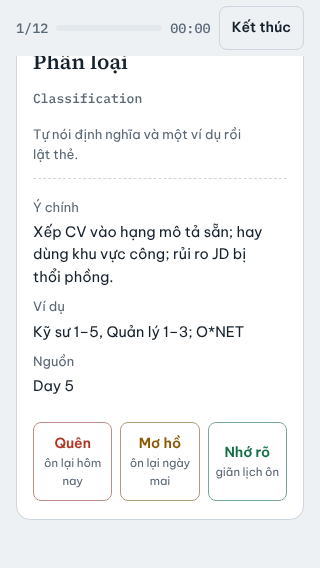 1/12
00:00
Kết thúc
Phân loại
Classification
Tự nói định nghĩa và một ví dụ rồi
lật thẻ.
Ý chính
Xếp CV vào hạng mô tả sẵn; hay
dùng khu vực công; rủi ro JD bị
thổi phồng.
Ví dụ
Kỹ sư 1–5, Quản lý 1–3; O*NET
Nguồn
Day 5
Quên
ôn lại hôm
nay
Mơ hồ
ôn lại ngày
mai
Nhớ rõ
giãn lịch ôn